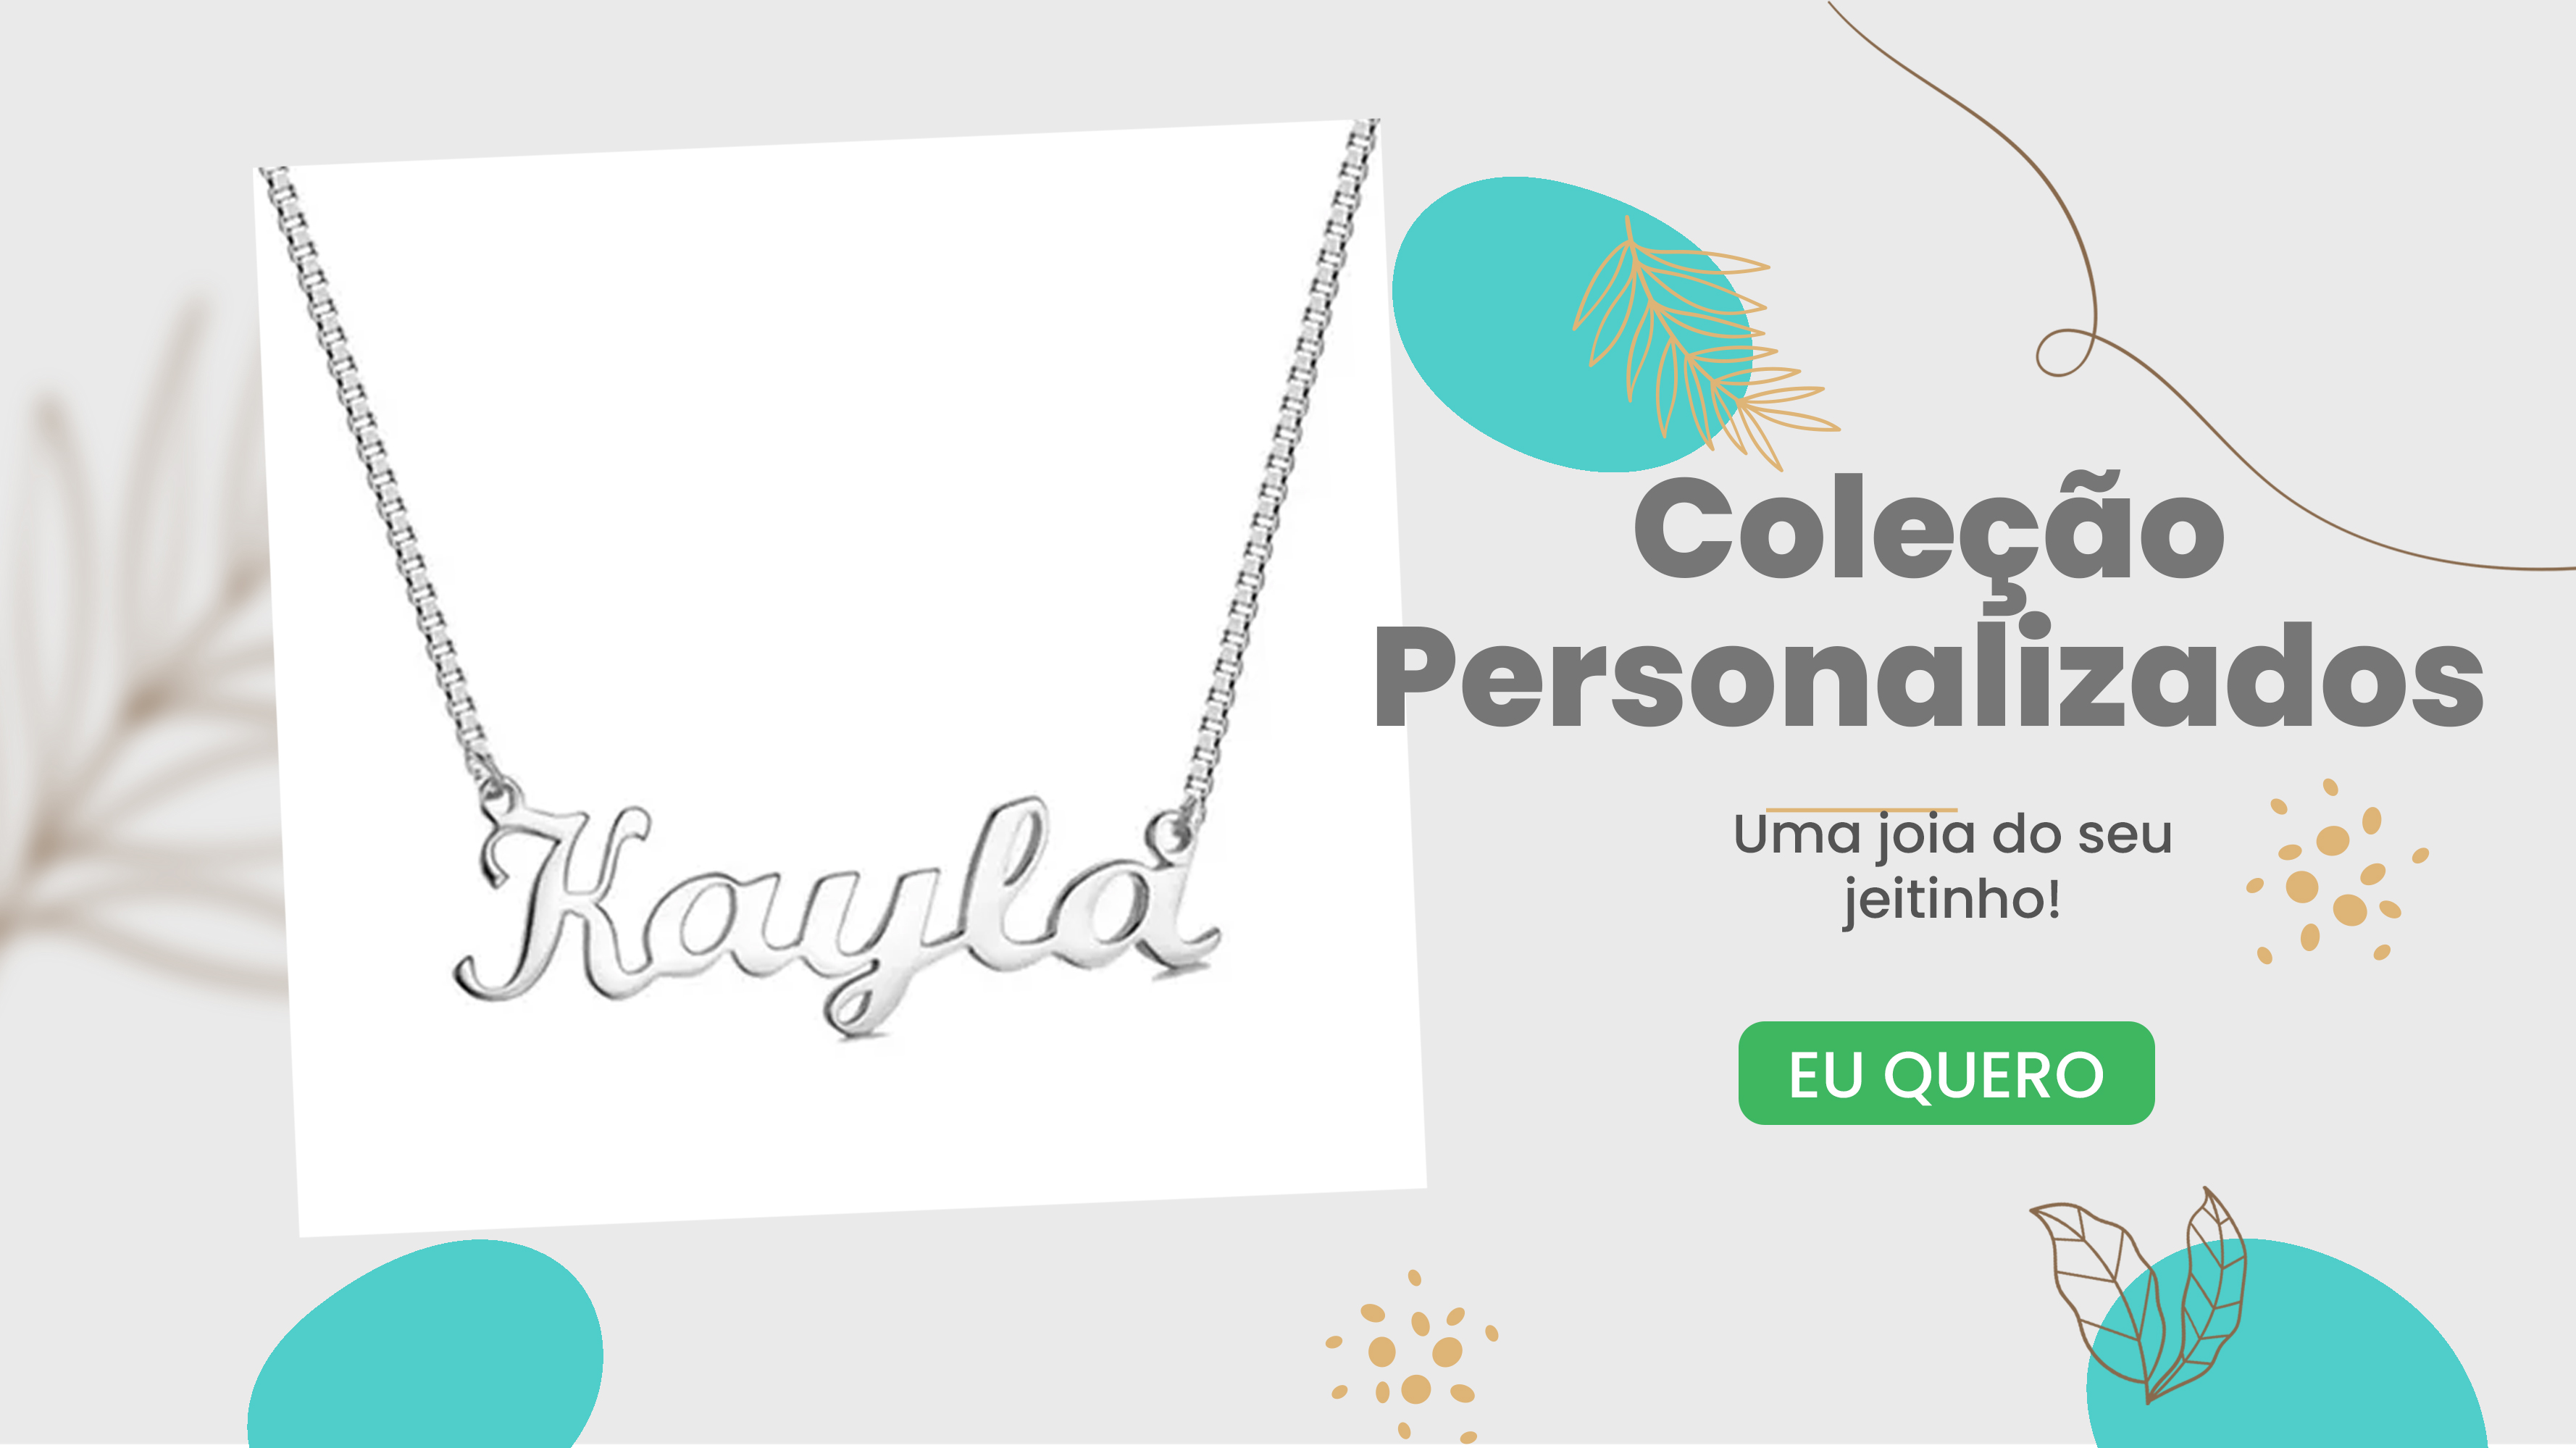 Kayla
Coleção
Personalizados
Uma joia do seu
jeitinho!
EU QUERO